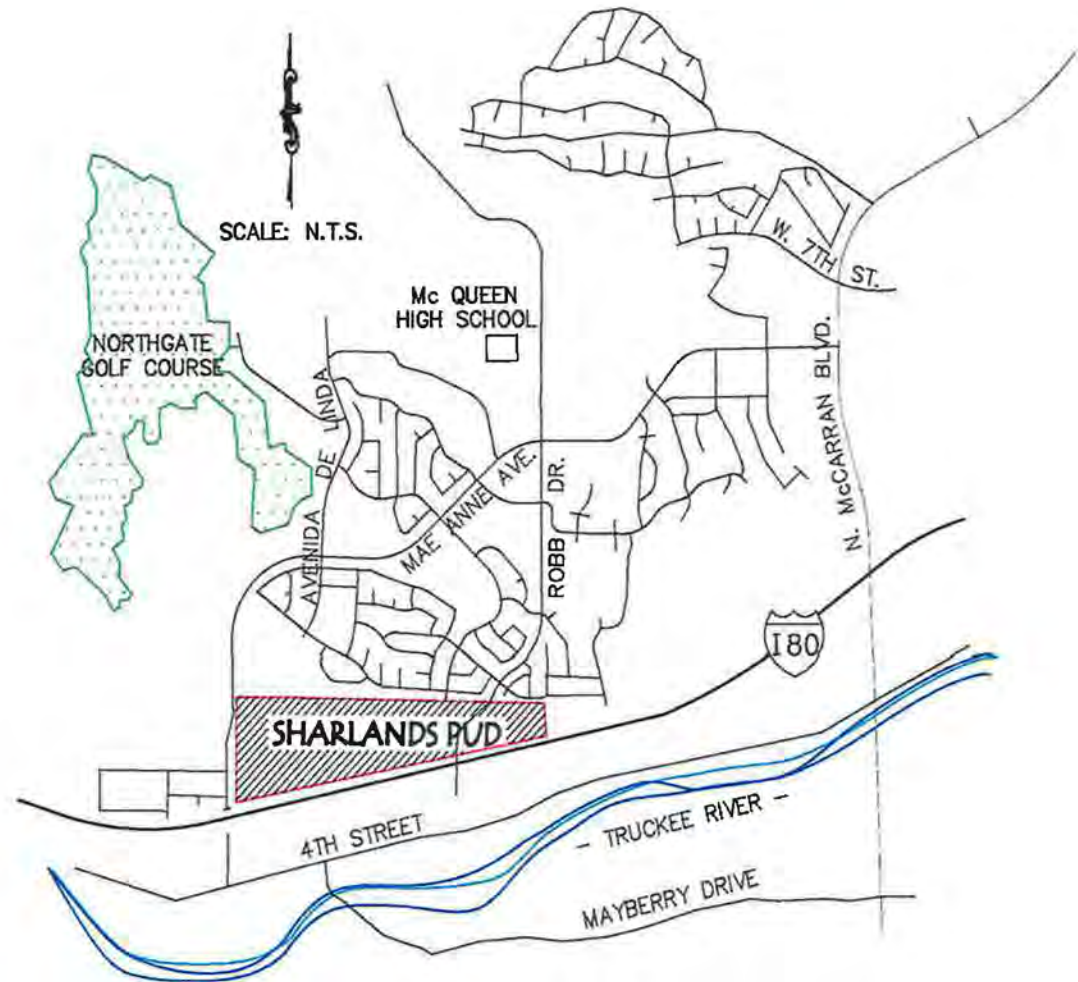 SCALE: N.T.S.
W. 7TH ST.
Mc QUEEN
HIGH SCHOOL
NORTHGATE
GOLF COURSE
AVENIDA DE LINDA
MAE ANNE AVE.
ROBB DR.
N. McCARRAN BLVD.
I80
SHARLANDS PUD
4TH STREET
- TRUCKEE RIVER -
MAYBERRY DRIVE